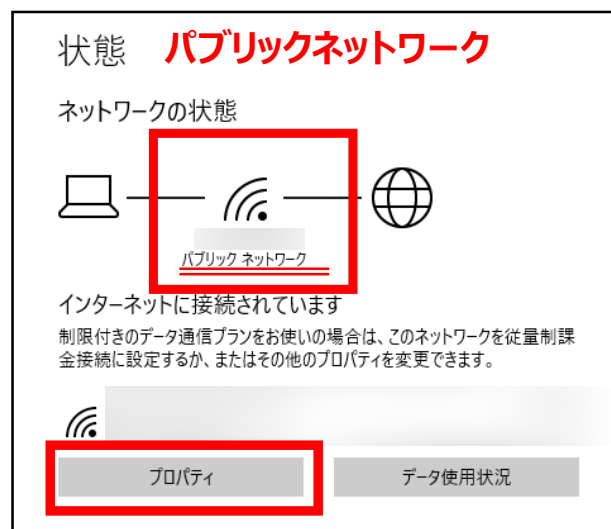 状態 パブリックネットワーク
ネットワークの状態
パブリック ネットワーク
インターネットに接続されています
制限付きのデータ通信プランをお使いの場合は、このネットワークを従量制課
金接続に設定するか、またはその他のプロパティを変更できます。
プロパティ データ使用状況